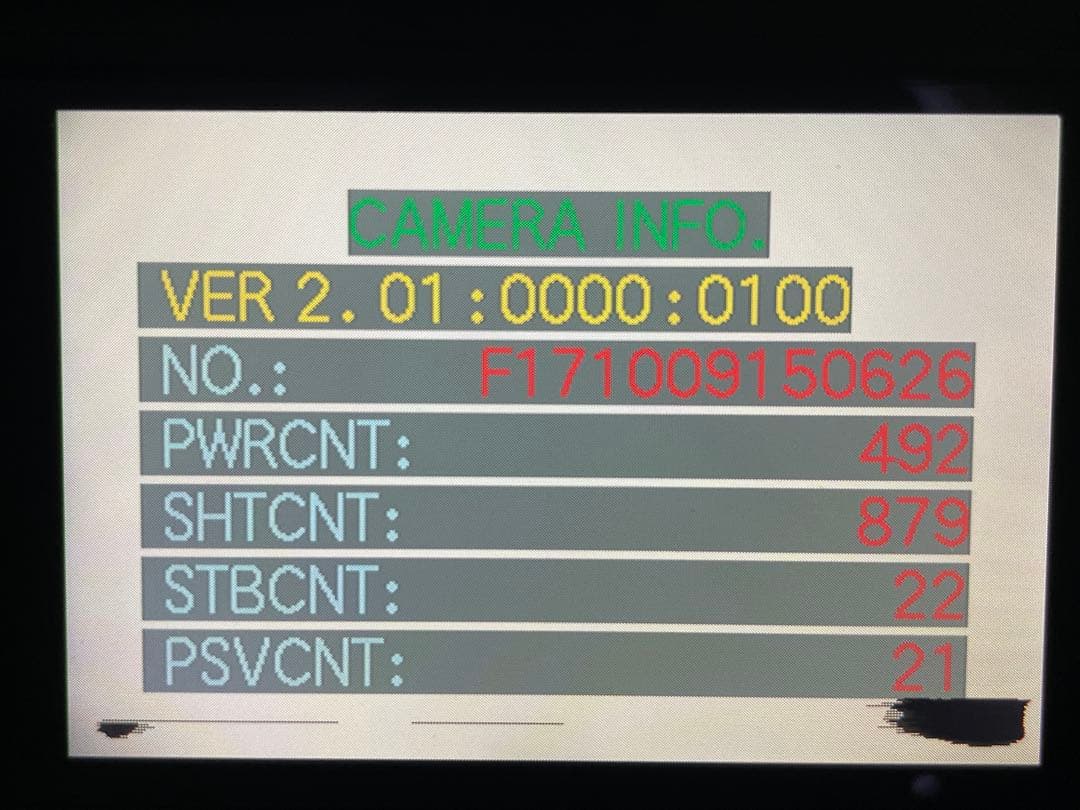 CAMERA INFO.
VER 2. 01 :0000:0100
NO.: F171009150626
PWRCNT: 492
SHTCNT: 879
STBCNT: 22
PSVCNT: 21